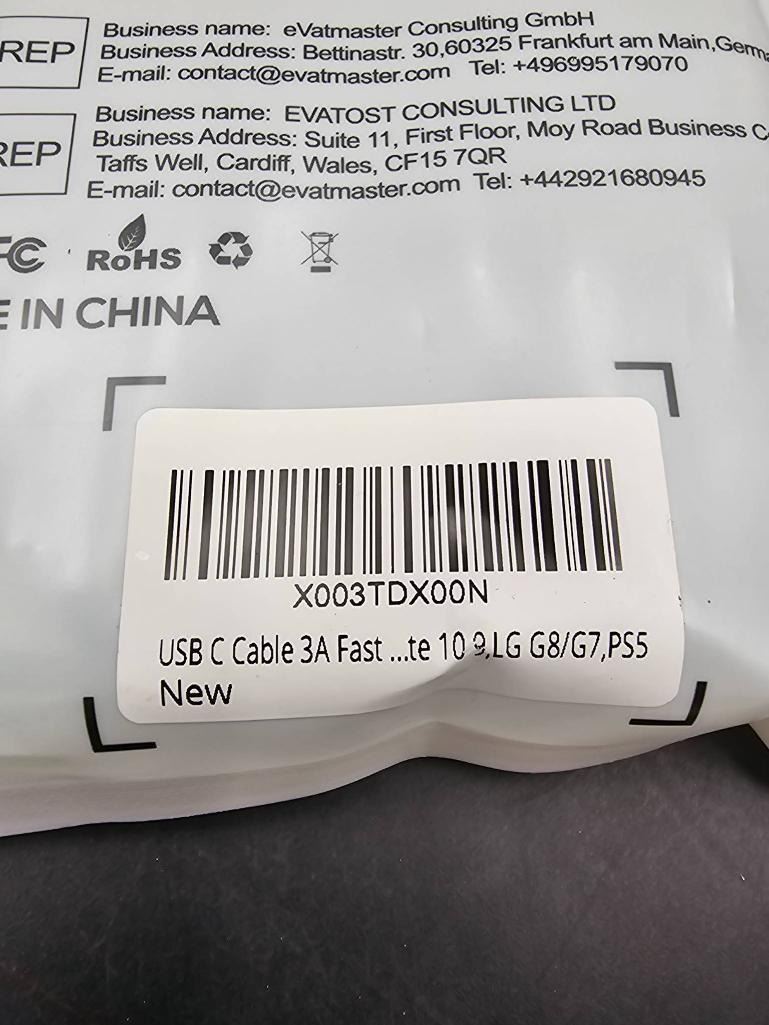 REP
Business name: eVatmaster Consulting GmbH
Business Address: Bettinastr. 30,60325 Frankfurt am Main,Germa
E-mail: contact@evatmaster.com Tel: +496995179070
REP
Business name: EVATOST CONSULTING LTD
Business Address: Suite 11, First Floor, Moy Road Business C
Taffs Well, Cardiff, Wales, CF15 7QR
E-mail: contact@evatmaster.com Tel: +442921680945
FC RoHS
E IN CHINA
X003TDX00N
USB C Cable 3A Fast ...te 10 9,LG G8/G7,PS5
New